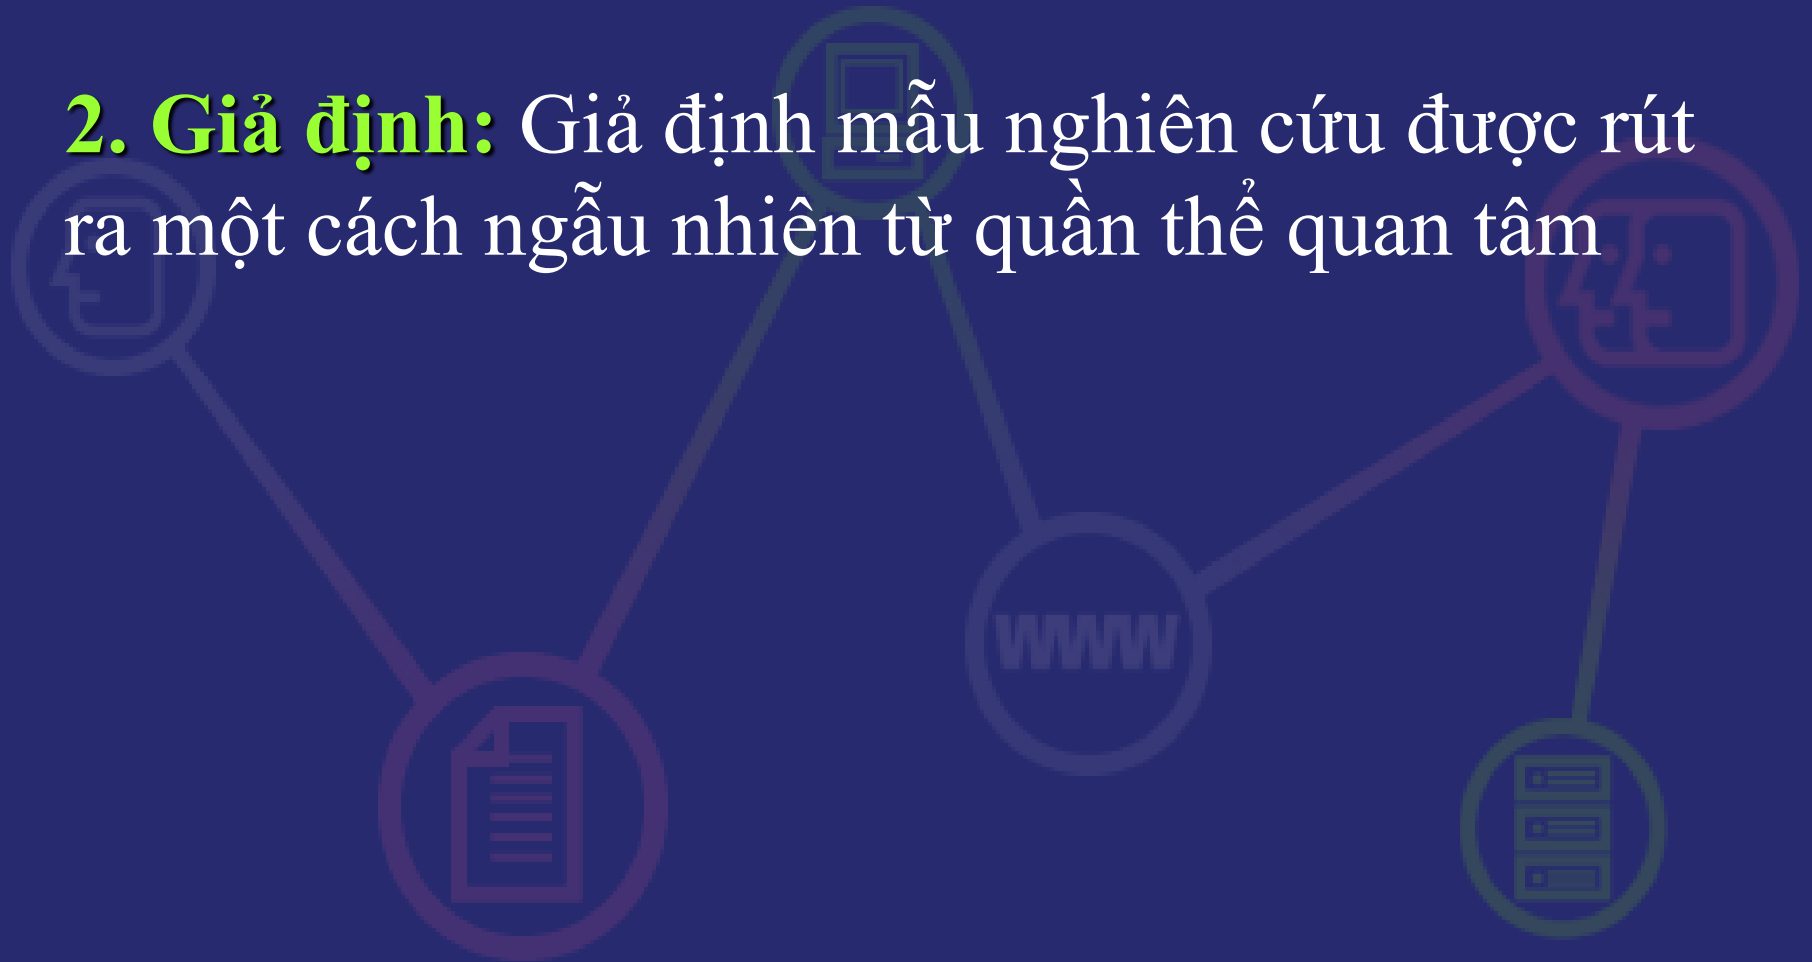 2. Giả định: Giả định mẫu nghiên cứu được rút
ra một cách ngẫu nhiên từ quần thể quan tâm
WWW